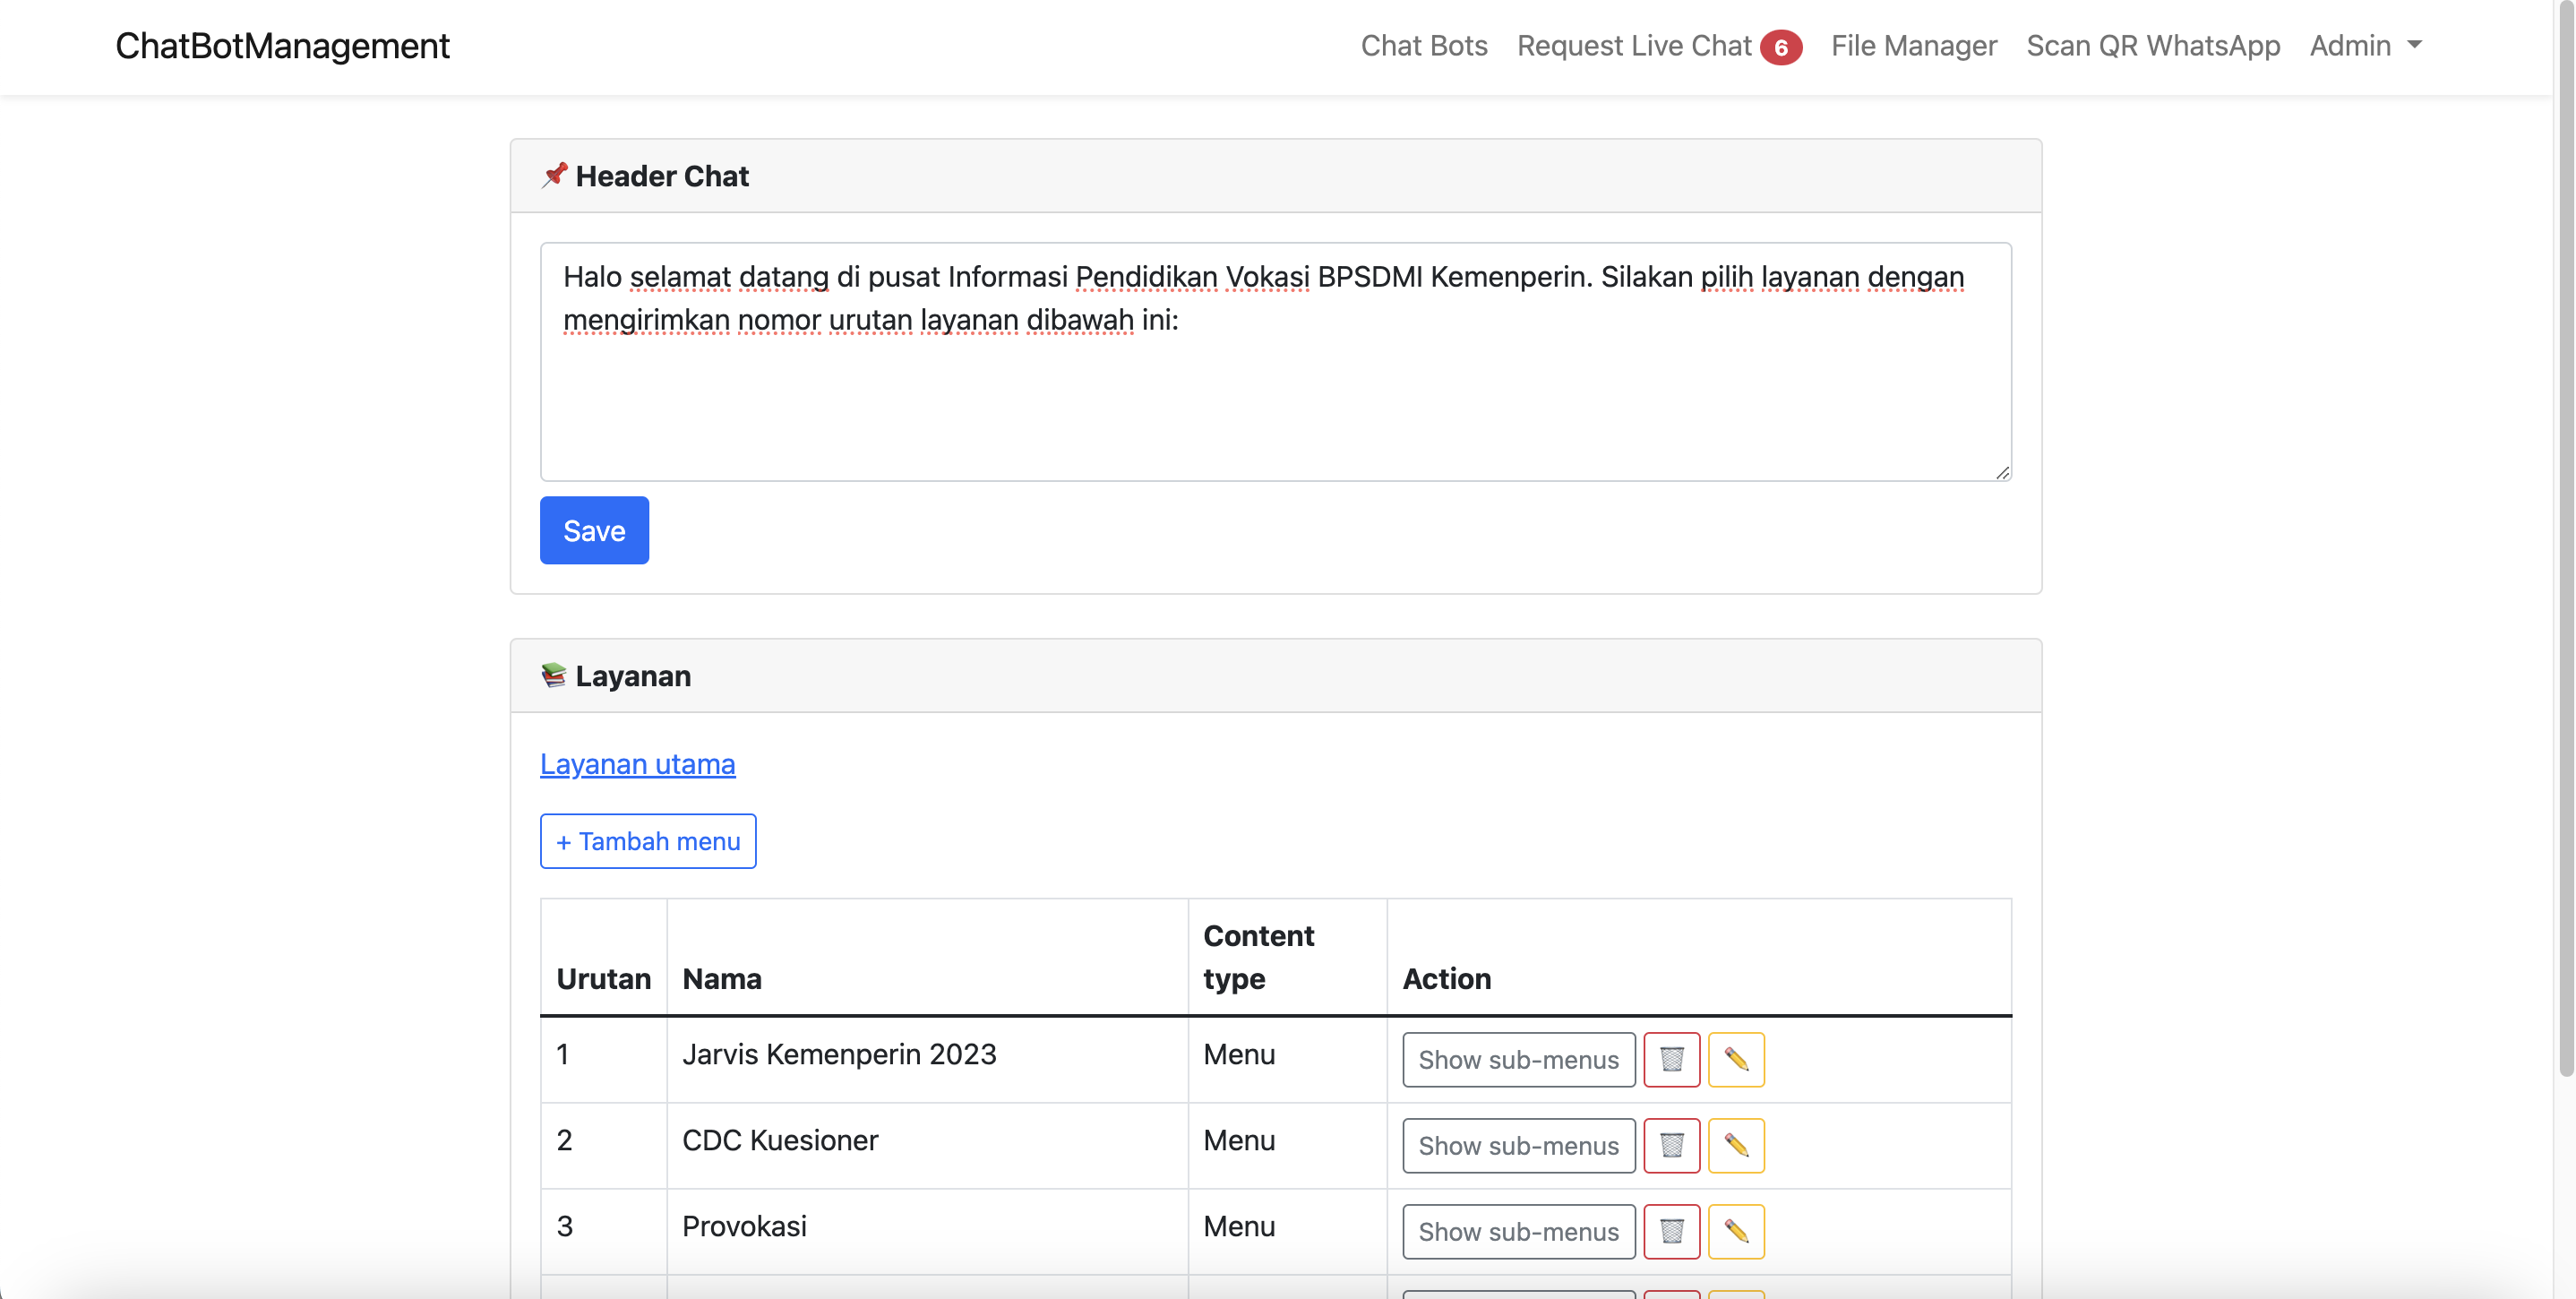 ChatBotManagement
Chat Bots Request Live Chat 6 File Manager Scan QR WhatsApp Admin
Header Chat
Halo selamat datang di pusat Informasi Pendidikan Vokasi BPSDMI Kemenperin. Silakan pilih layanan dengan
mengirimkan nomor urutan layanan dibawah ini:
Save
Layanan
Layanan utama
+ Tambah menu
Urutan Nama Content type Action
1 Jarvis Kemenperin 2023 Menu Show sub-menus
2 CDC Kuesioner Menu Show sub-menus
3 Provokasi Menu Show sub-menus